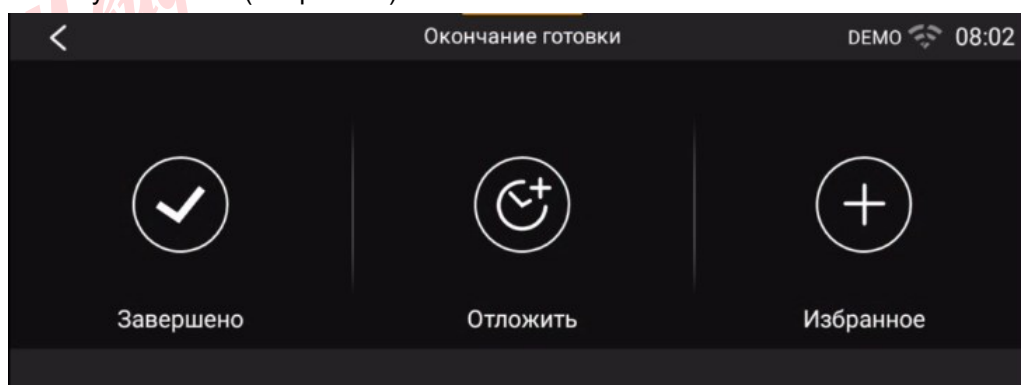 Окончание готовки
DEMO 08:02
Завершено
Отложить
Избранное